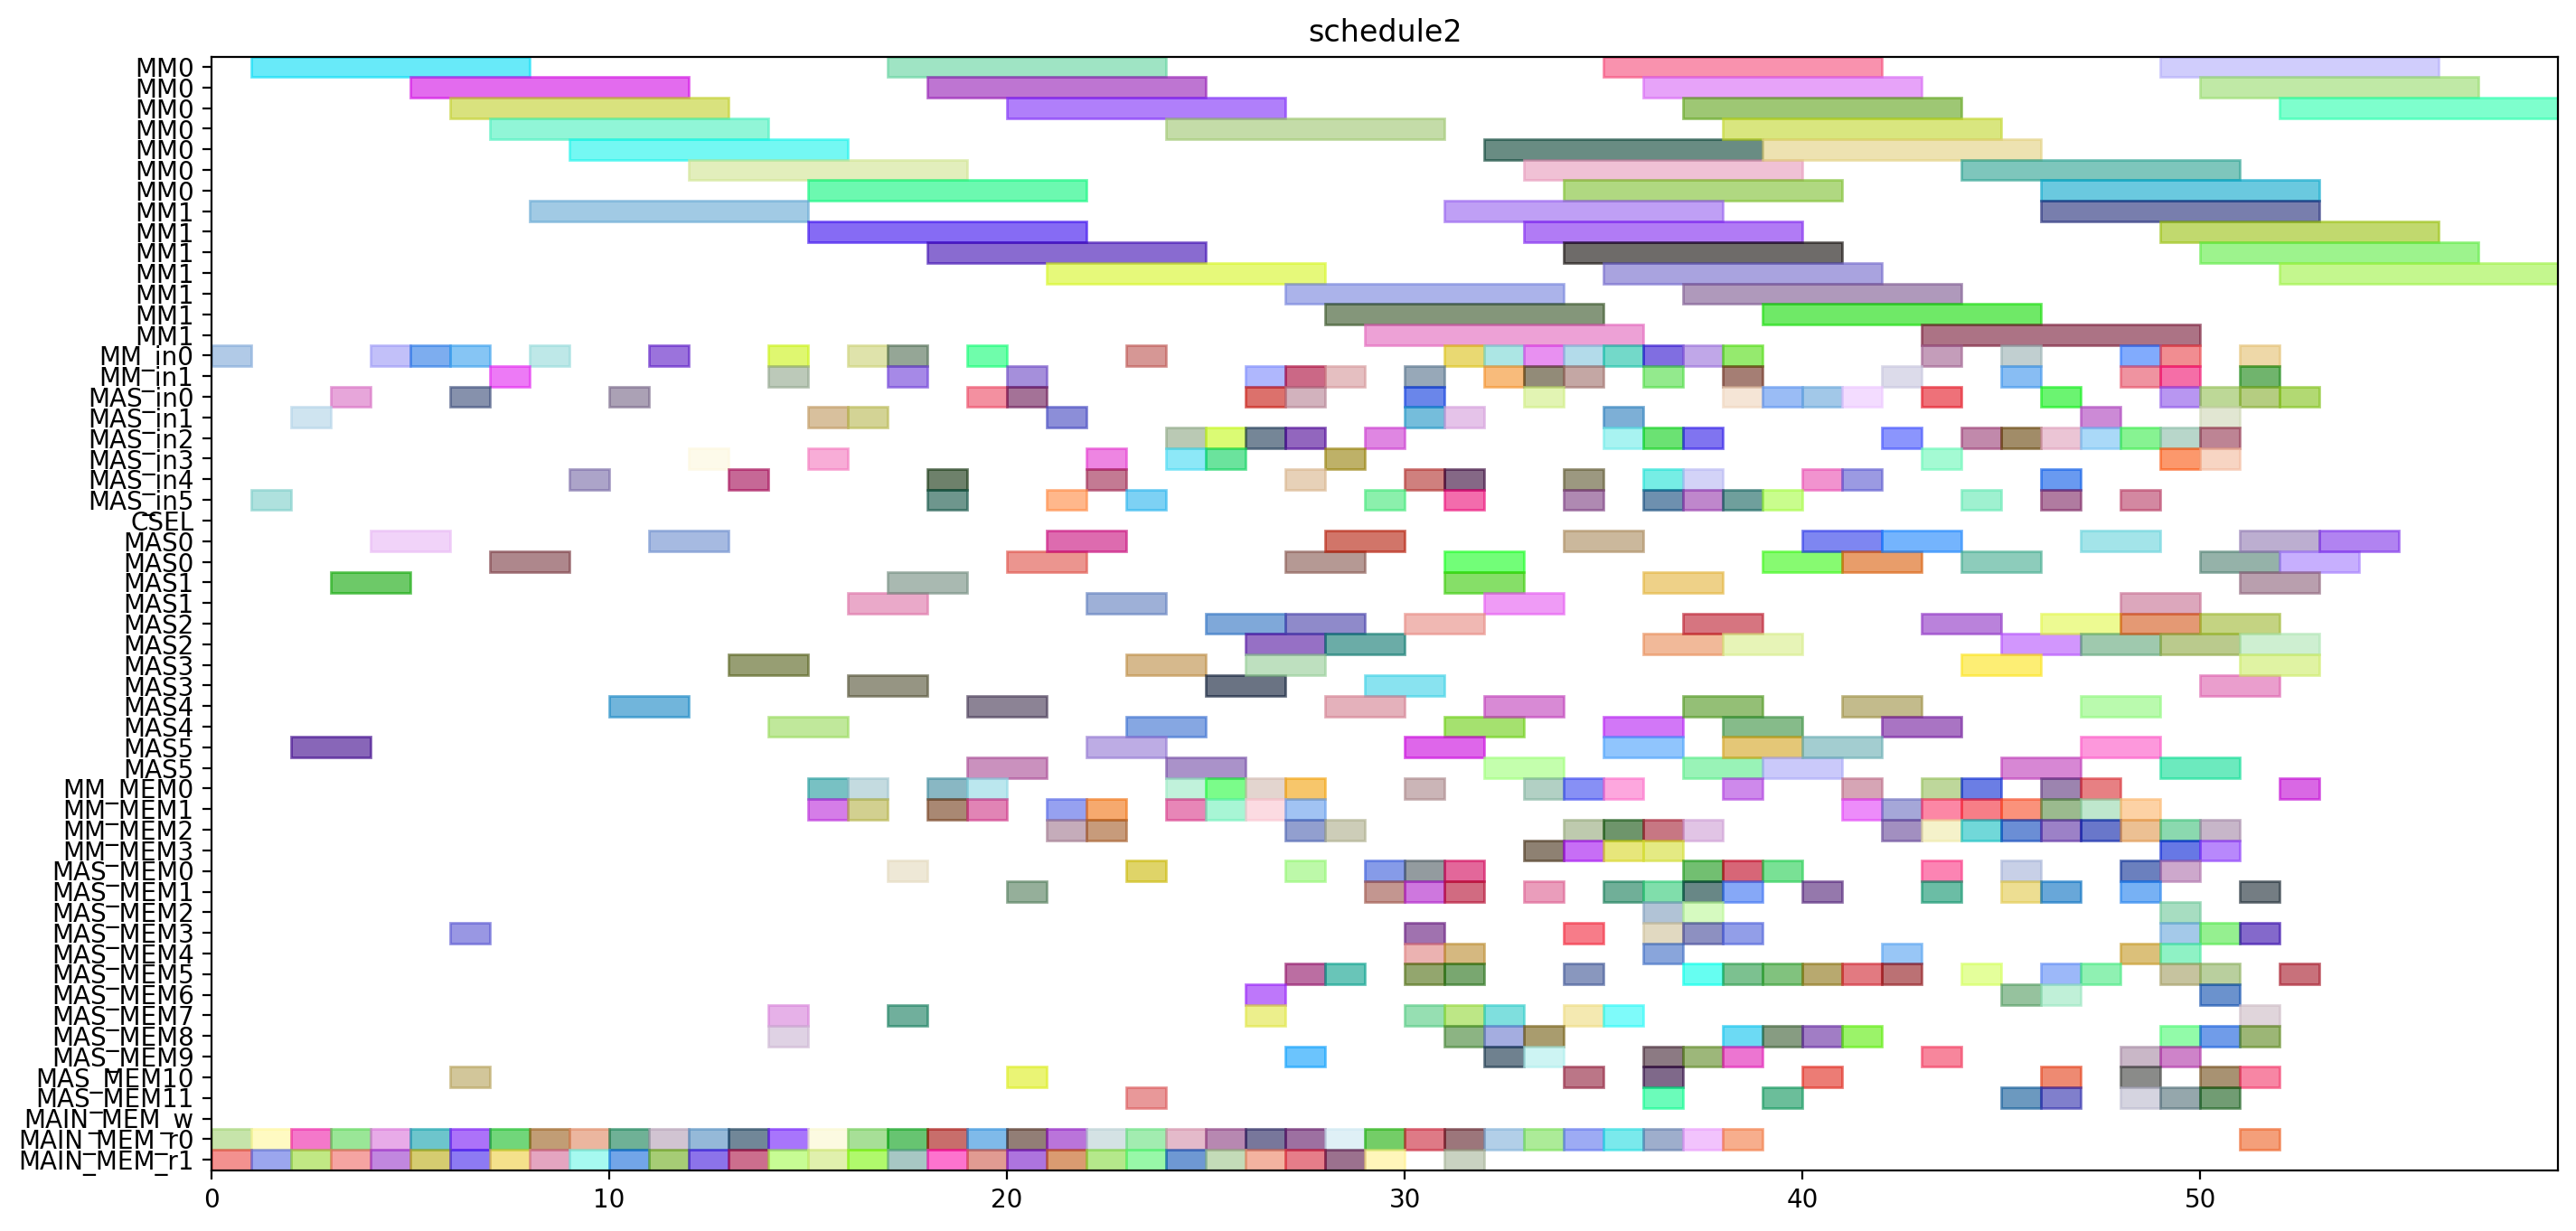 schedule2
MM0
MM0
MM0
MM0
MM0
MM0
MM0
MM1
MM1
MM1
MM1
MM1
MM1
MM1
MM_in0
MM_in1
MAS_in0
MAS_in1
MAS_in2
MAS_in3
MAS_in4
MAS_in5
CSEL
MAS0
MAS0
MAS1
MAS1
MAS2
MAS2
MAS3
MAS3
MAS4
MAS4
MAS5
MAS5
MM_MEM0
MM_MEM1
MM_MEM2
MM_MEM3
MAS_MEM0
MAS_MEM1
MAS_MEM2
MAS_MEM3
MAS_MEM4
MAS_MEM5
MAS_MEM6
MAS_MEM7
MAS_MEM8
MAS_MEM9
MAS_MEM10
MAS_MEM11
MAIN_MEM_w
MAIN_MEM_r0
MAIN_MEM_r1
0 10 20 30 40 50